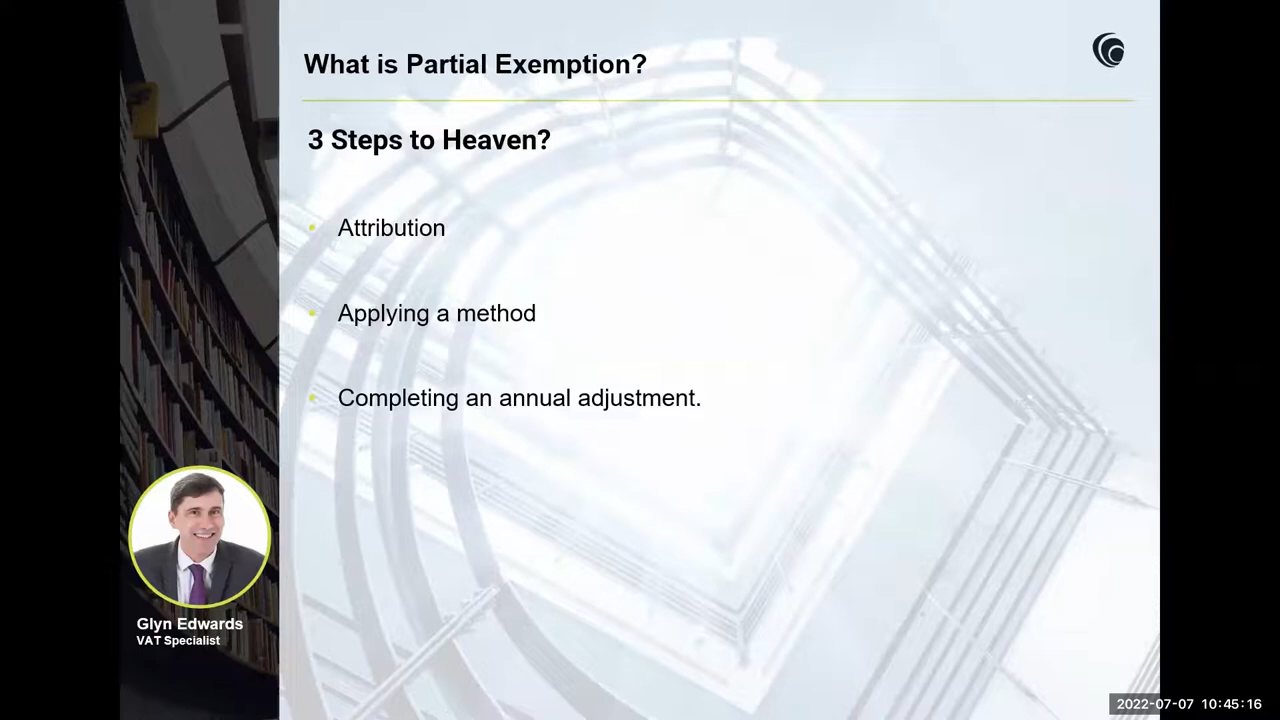 What is Partial Exemption?
3 Steps to Heaven?
• Attribution
• Applying a method
• Completing an annual adjustment.
Glyn Edwards
VAT Specialist
2022-07-07 10:45:16